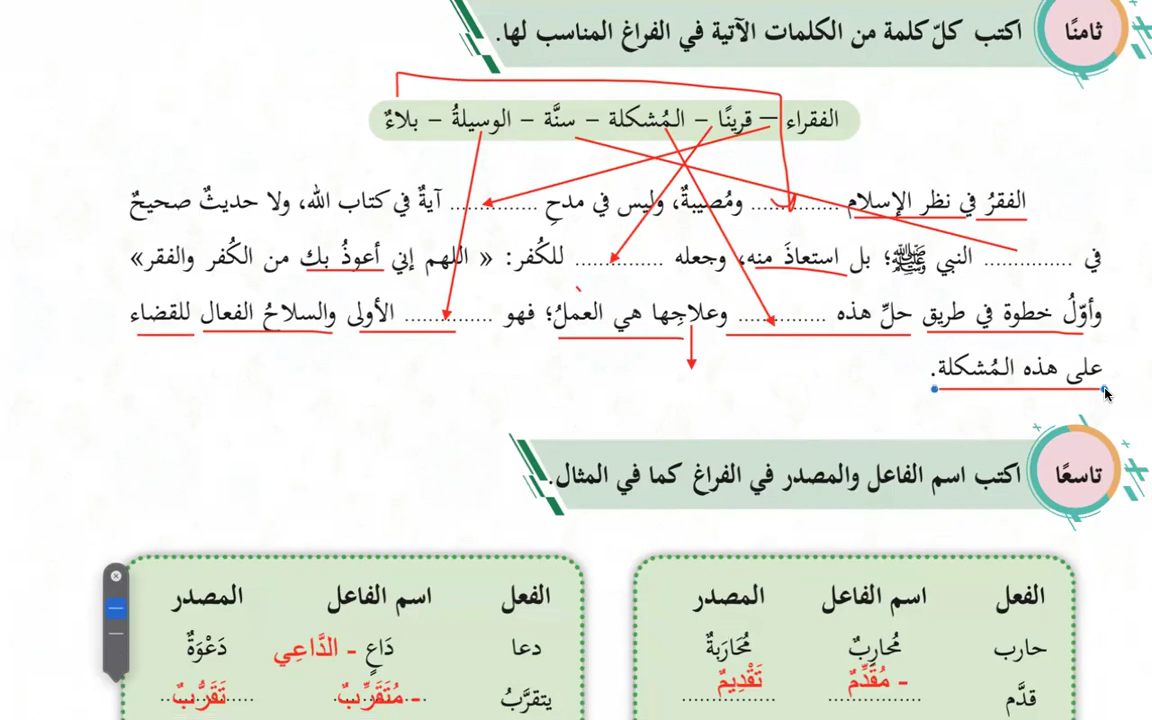 ثامنًا
اكتب كلّ كلمة من الكلمات الآتية في الفراغ المناسب لها.
الفقراء – قرينًا – المُشكلة – سنَّة – الوسيلةُ – بلاءٌ
الفقرُ في نظر الإسلام .............. ومُصيبةٌ، وليس في مدحِ .............. آيةٌ في كتاب الله، ولا حديثٌ صحيحٌ
في .............. النبي ﷺ؛ بل استعاذَ منه، وجعله .............. للكُفر: « اللهم إني أعوذُ بك من الكُفر والفقر»
وأوّلُ خطوة في طريق حلِّ هذه .............. وعلاجِها هي العملُ؛ فهو .............. الأولى والسلاحُ الفعال للقضاء
على هذه المُشكلة.
تاسعًا
اكتب اسم الفاعل والمصدر في الفراغ كما في المثال.
الفعل اسم الفاعل المصدر
حارب مُحاربٌ مُحَارَبةٌ
قدَّم - مُقَدِّمٌ تَقْدِيمٌ
الفعل اسم الفاعل المصدر
دعا دَاعٍ - الدَّاعِي دَعْوَةٌ
يتقرَّبُ - مُتَقَرِّبٌ تَقَرُّبٌ